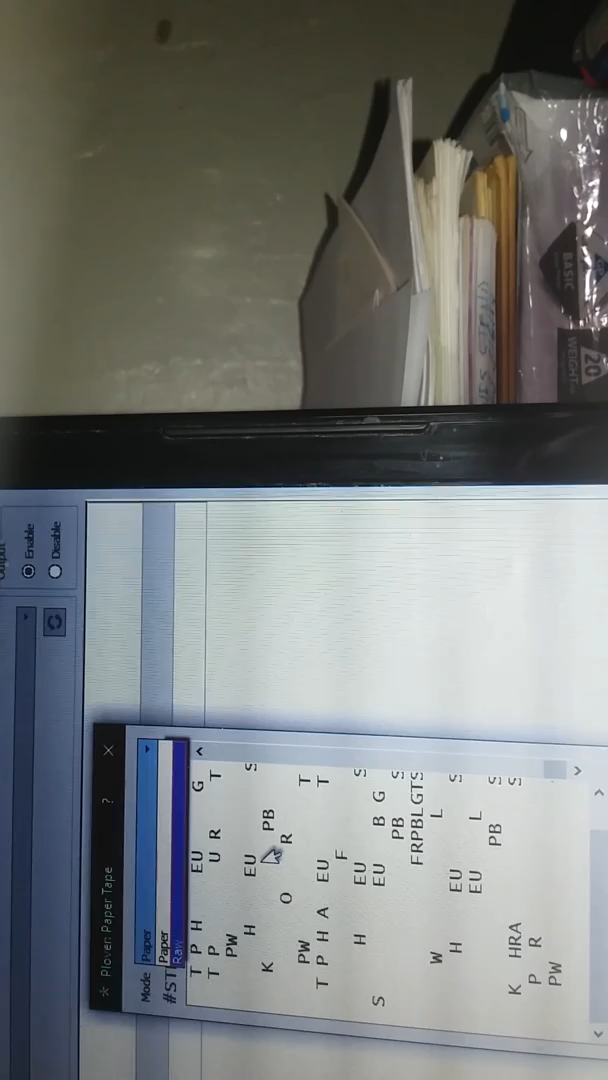 Enable
Disable
Plover: Paper Tape ? ×
Mode Paper
Paper
Raw
#ST
T P H EU G
T P U R T
PW
H EU S
K PB
O R
PW T
T P H A EU T
F
H EU S
S EU B G
PB S
FRPBLGTS
W L
H EU S
EU L
PB S
K HRA S
P R
PW
BASIC
20
WEIGHT